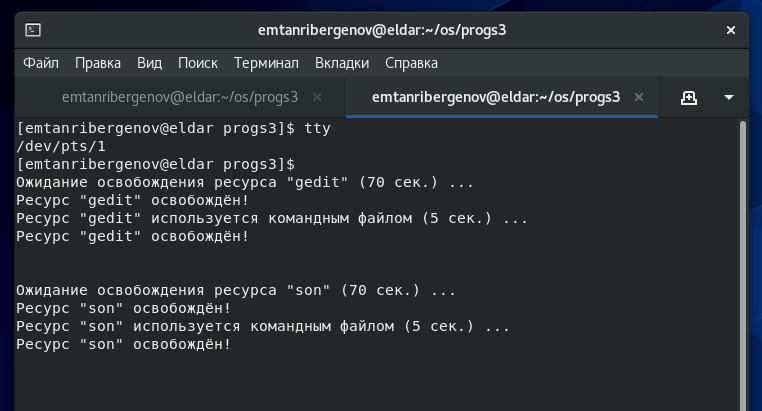 emtanribergenov@eldar:~/os/progs3
Файл Правка Вид Поиск Терминал Вкладки Справка
emtanribergenov@eldar:~/os/progs3 emtanribergenov@eldar:~/os/progs3
[emtanribergenov@eldar progs3]$ tty
/dev/pts/1
[emtanribergenov@eldar progs3]$
Ожидание освобождения ресурса "gedit" (70 сек.) ...
Ресурс "gedit" освобождён!
Ресурс "gedit" используется командным файлом (5 сек.) ...
Ресурс "gedit" освобождён!
Ожидание освобождения ресурса "son" (70 сек.) ...
Ресурс "son" освобождён!
Ресурс "son" используется командным файлом (5 сек.) ...
Ресурс "son" освобождён!